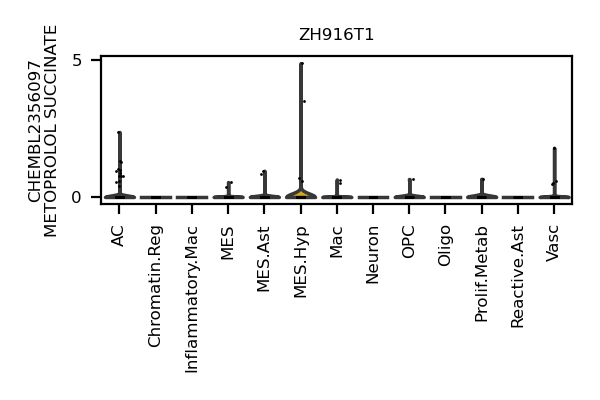 ZH916T1
CHEMBL2356097
METOPROLOL SUCCINATE
5
0
AC
Chromatin.Reg
Inflammatory.Mac
MES
MES.Ast
MES.Hyp
Mac
Neuron
OPC
Oligo
Prolif.Metab
Reactive.Ast
Vasc